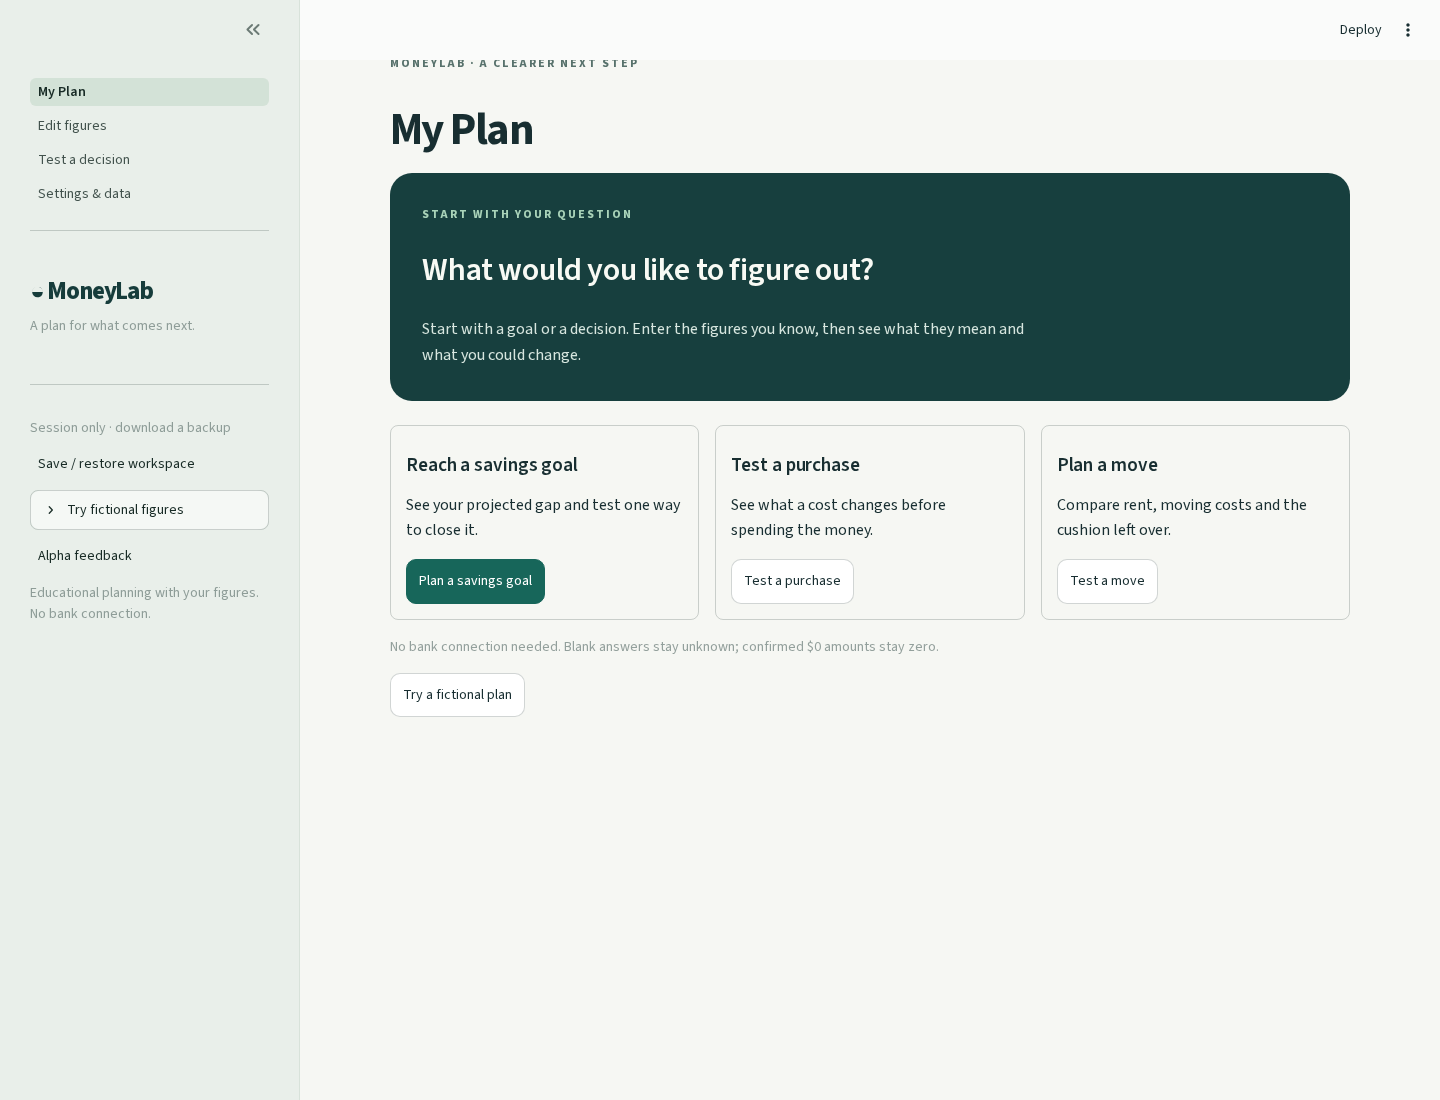 Deploy
My Plan
Edit figures
Test a decision
Settings & data
MoneyLab
A plan for what comes next.
Session only · download a backup
Save / restore workspace
Try fictional figures
Alpha feedback
Educational planning with your figures.
No bank connection.
MONEYLAB · A CLEARER NEXT STEP
My Plan
START WITH YOUR QUESTION
What would you like to figure out?
Start with a goal or a decision. Enter the figures you know, then see what they mean and
what you could change.
Reach a savings goal
See your projected gap and test one way
to close it.
Plan a savings goal
Test a purchase
See what a cost changes before
spending the money.
Test a purchase
Plan a move
Compare rent, moving costs and the
cushion left over.
Test a move
No bank connection needed. Blank answers stay unknown; confirmed $0 amounts stay zero.
Try a fictional plan